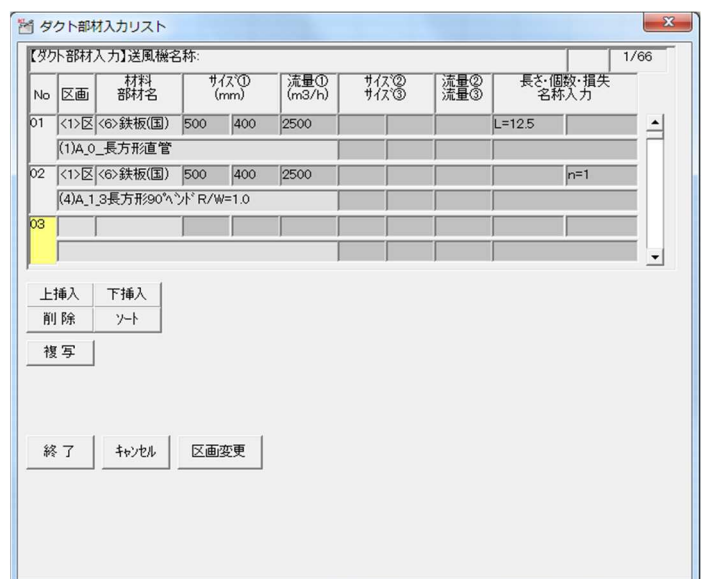 ダクト部材入力リスト
【ダクト部材入力】送風機名称: 1/66
No 区画 材料部材名 サイズ①(mm) 流量①(m3/h) サイズ②サイズ③ 流量②流量③ 長さ・個数・損失名称入力
01 <1>区 <6>鉄板(国) 500 400 2500 L=12.5
(1)A_0_長方形直管
02 <1>区 <6>鉄板(国) 500 400 2500 n=1
(4)A_1_3長方形90°ベンド R/W=1.0
03
上挿入 下挿入
削 除 ソート
複 写
終 了 キャンセル 区画変更